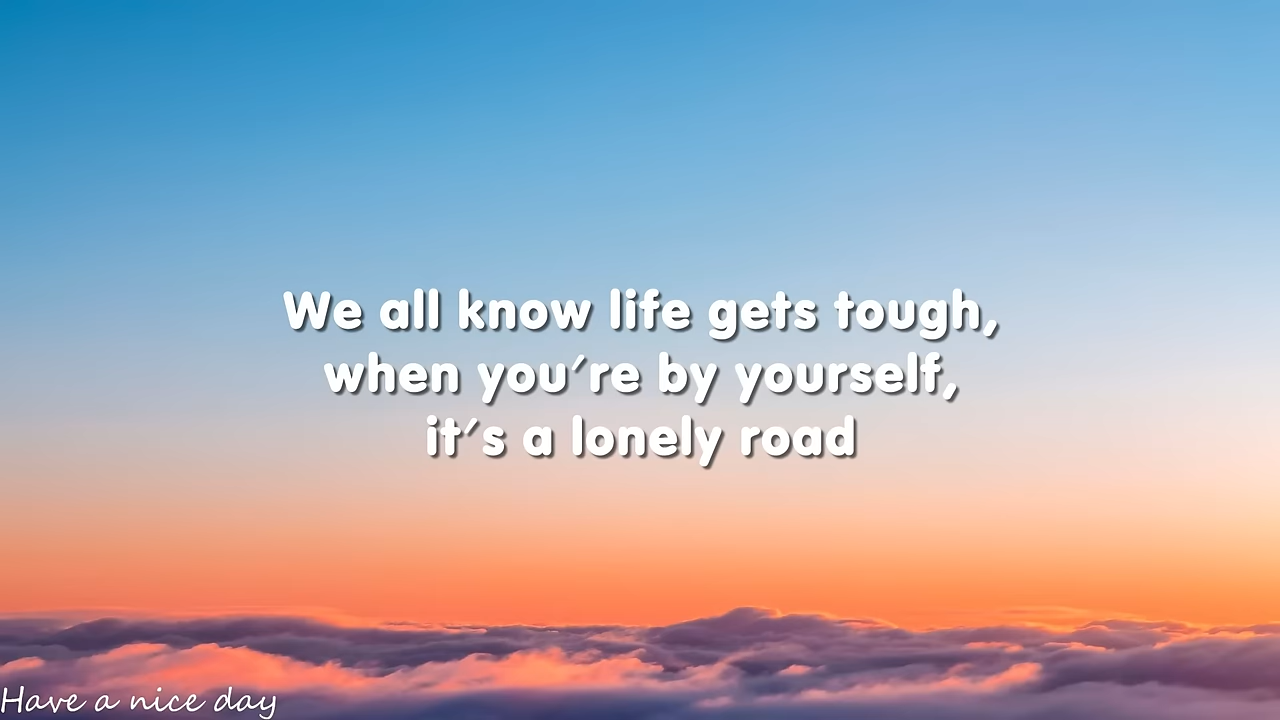 We all know life gets tough,
when you're by yourself,
it's a lonely road
Have a nice day